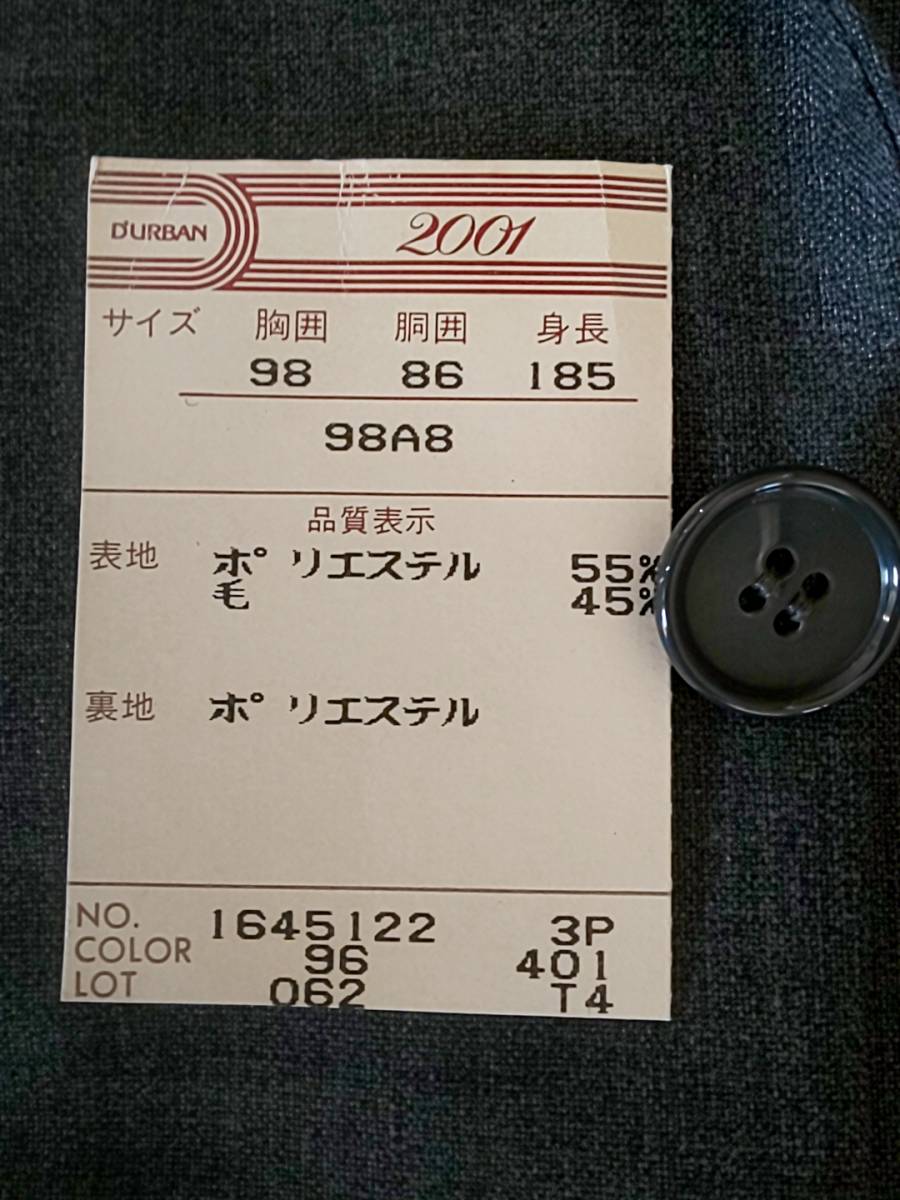 D'URBAN 2001
サイズ 胸囲 胴囲 身長
98 86 185
98A8
品質表示
表地 ポリエステル 55%
毛 45%
裏地 ポリエステル
NO. 1645122 3P
COLOR 96 401
LOT 062 T4